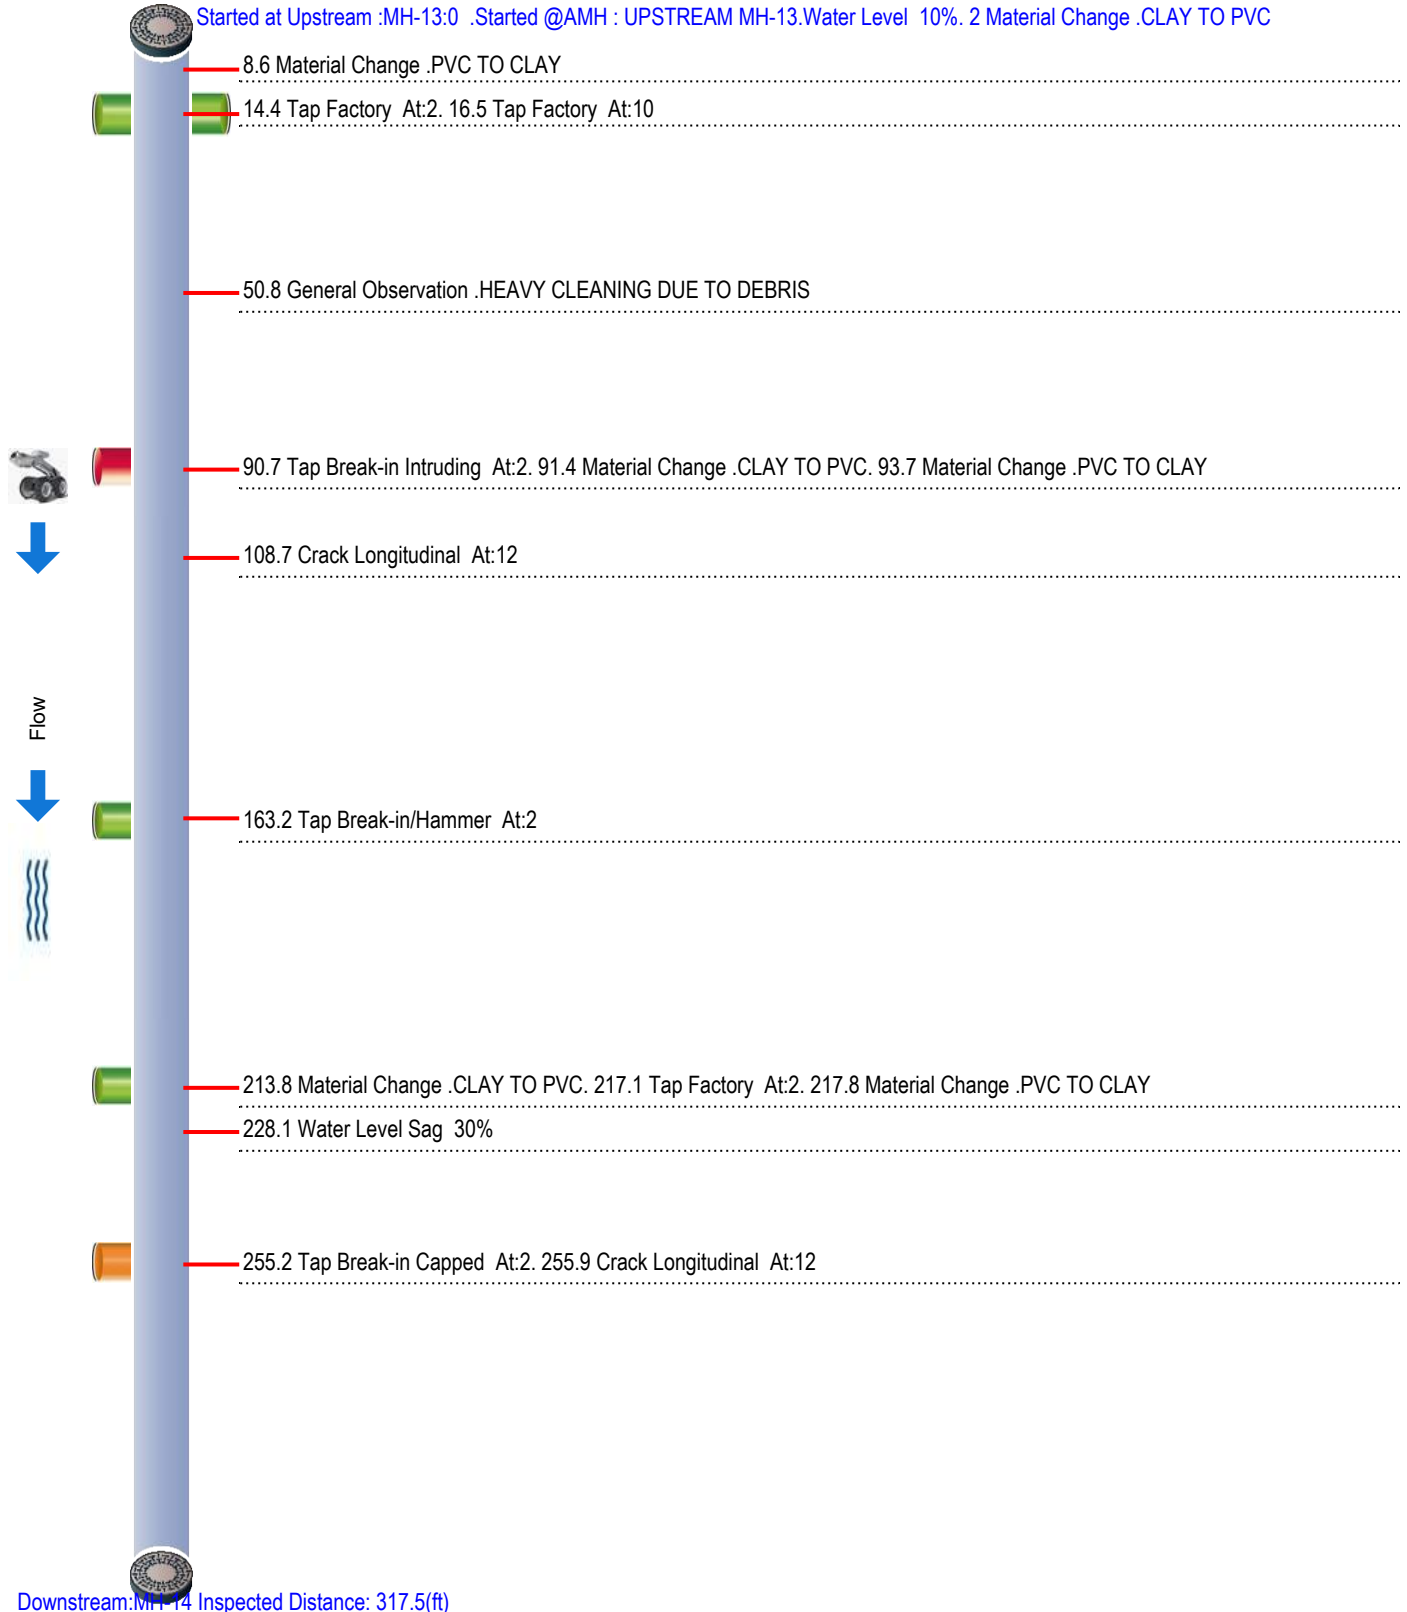 Started at Upstream :MH-13:0 .Started @AMH : UPSTREAM MH-13.Water Level 10%. 2 Material Change .CLAY TO PVC
8.6 Material Change .PVC TO CLAY
14.4 Tap Factory At:2. 16.5 Tap Factory At:10
50.8 General Observation .HEAVY CLEANING DUE TO DEBRIS
90.7 Tap Break-in Intruding At:2. 91.4 Material Change .CLAY TO PVC. 93.7 Material Change .PVC TO CLAY
108.7 Crack Longitudinal At:12
Flow
163.2 Tap Break-in/Hammer At:2
213.8 Material Change .CLAY TO PVC. 217.1 Tap Factory At:2. 217.8 Material Change .PVC TO CLAY
228.1 Water Level Sag 30%
255.2 Tap Break-in Capped At:2. 255.9 Crack Longitudinal At:12
Downstream:MH-14 Inspected Distance: 317.5(ft)